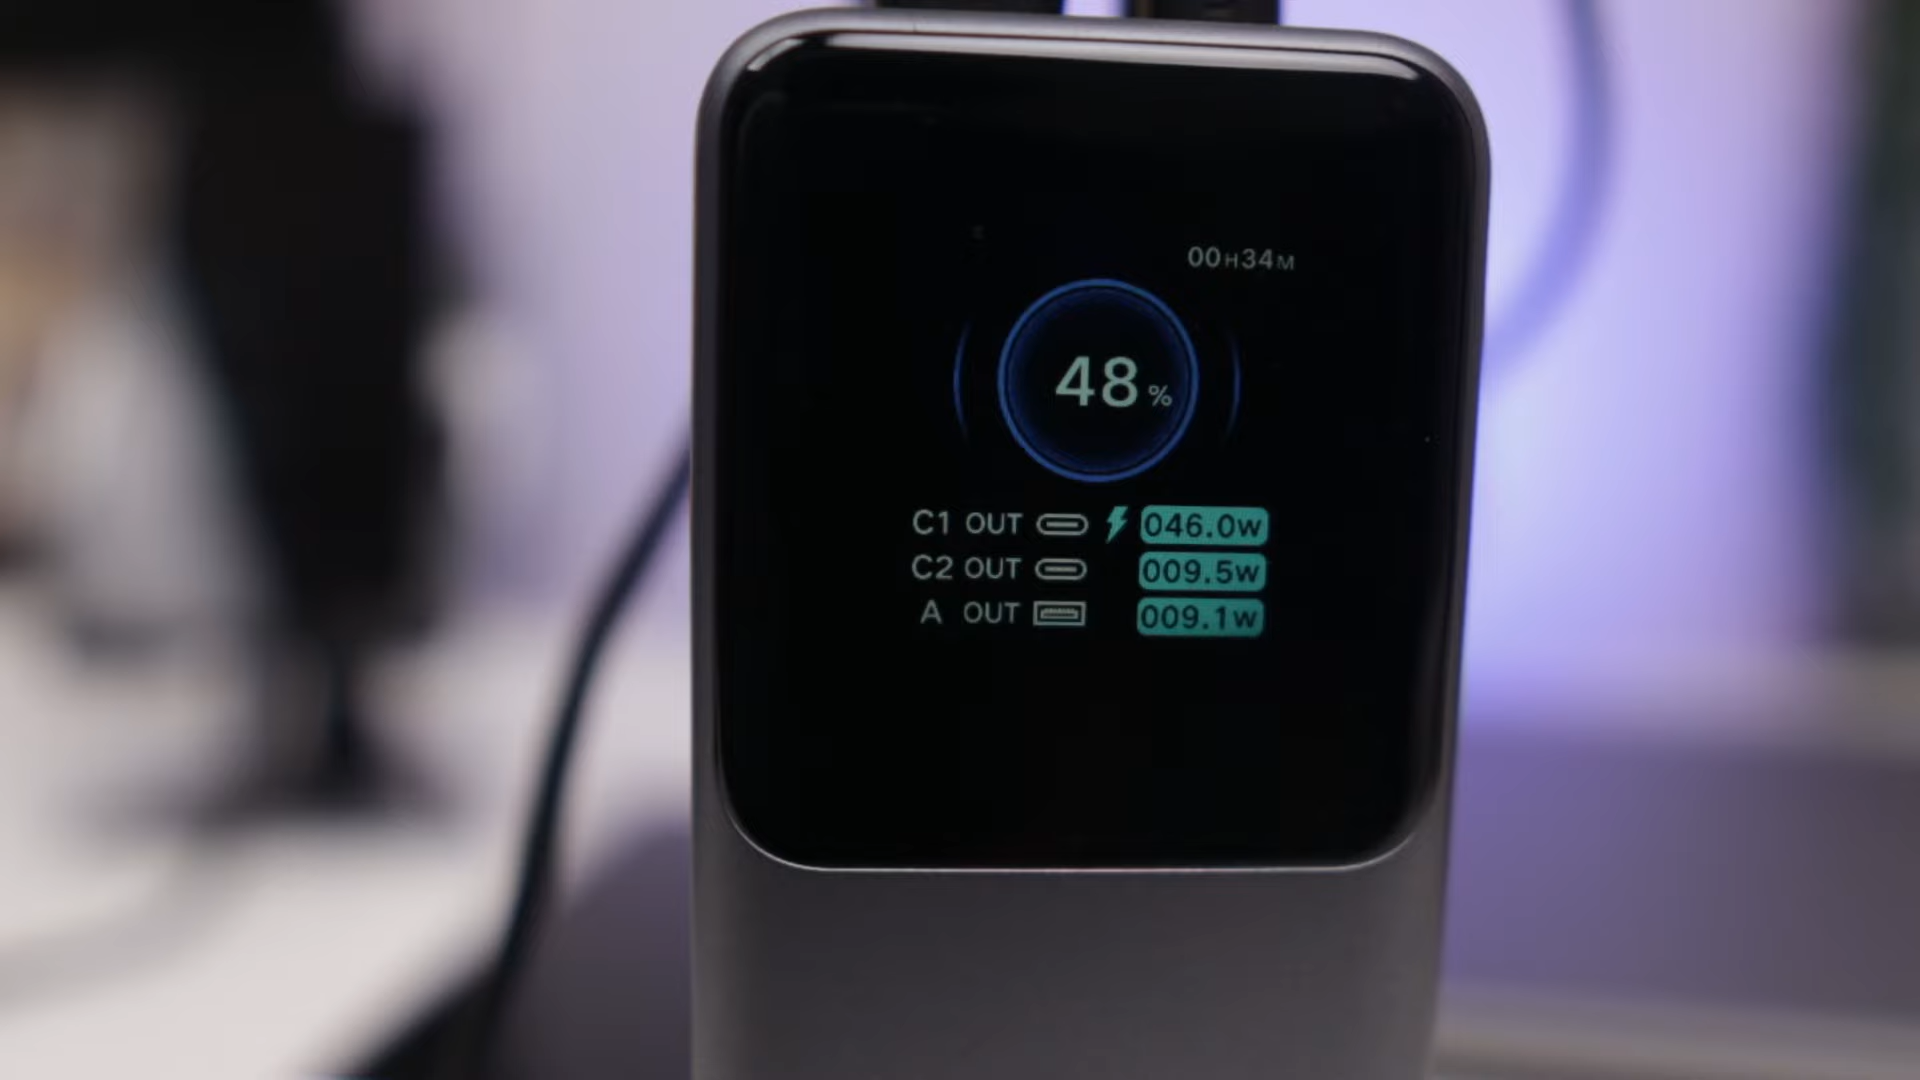 00H34M
48%
C1 OUT 046.0W
C2 OUT 009.5W
A OUT 009.1W